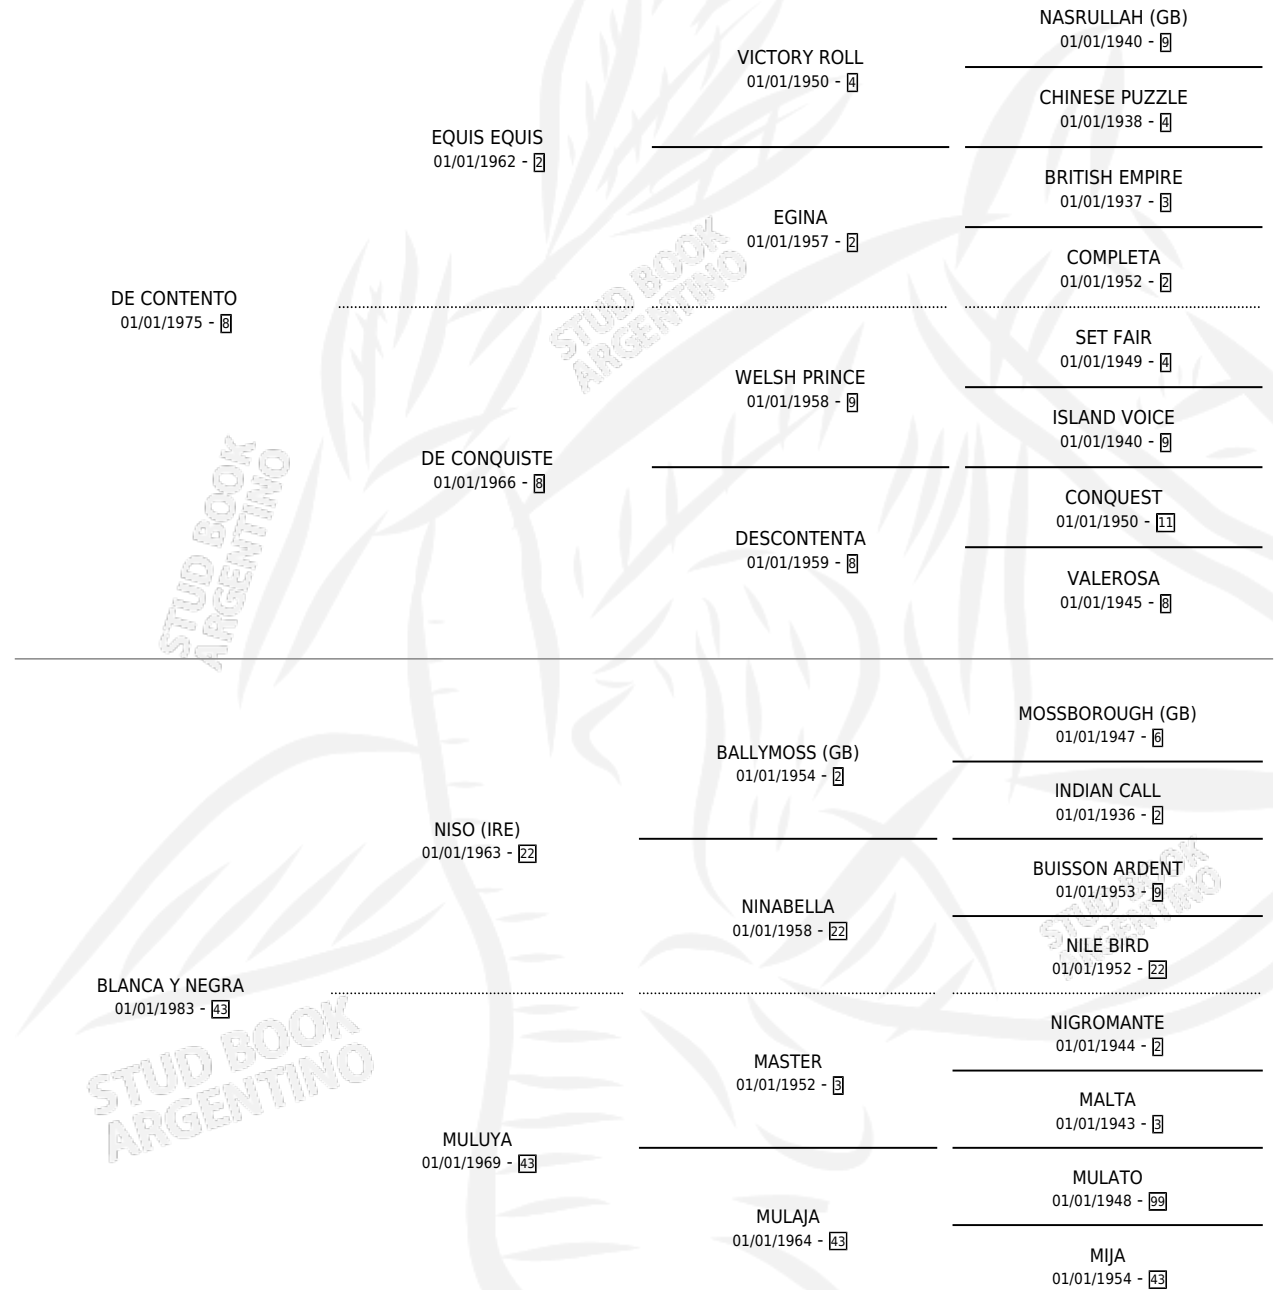 NASRULLAH (GB)
01/01/1940 - 9
VICTORY ROLL
01/01/1950 - 4
CHINESE PUZZLE
01/01/1938 - 4
EQUIS EQUIS
01/01/1962 - 2
BRITISH EMPIRE
01/01/1937 - 3
EGINA
01/01/1957 - 2
COMPLETA
01/01/1952 - 2
DE CONTENTO
01/01/1975 - 8
STUD BOOK
ARGENTINO
SET FAIR
01/01/1949 - 4
WELSH PRINCE
01/01/1958 - 9
ISLAND VOICE
01/01/1940 - 9
DE CONQUISTE
01/01/1966 - 8
CONQUEST
01/01/1950 - 11
DESCONTENTA
01/01/1959 - 8
VALEROSA
01/01/1945 - 8
STUD BOOK
ARGENTINO
MOSSBOROUGH (GB)
01/01/1947 - 6
BALLYMOSS (GB)
01/01/1954 - 2
INDIAN CALL
01/01/1936 - 2
NISO (IRE)
01/01/1963 - 22
BUISSON ARDENT
01/01/1953 - 9
NINABELLA
01/01/1958 - 22
NILE BIRD
01/01/1952 - 22
STUD BOOK
ARGENTINO
BLANCA Y NEGRA
01/01/1983 - 43
NIGROMANTE
01/01/1944 - 2
MASTER
01/01/1952 - 3
MALTA
01/01/1943 - 3
STUD BOOK
ARGENTINO
MULUYA
01/01/1969 - 43
MULATO
01/01/1948 - 99
MULAJA
01/01/1964 - 43
MIJA
01/01/1954 - 43